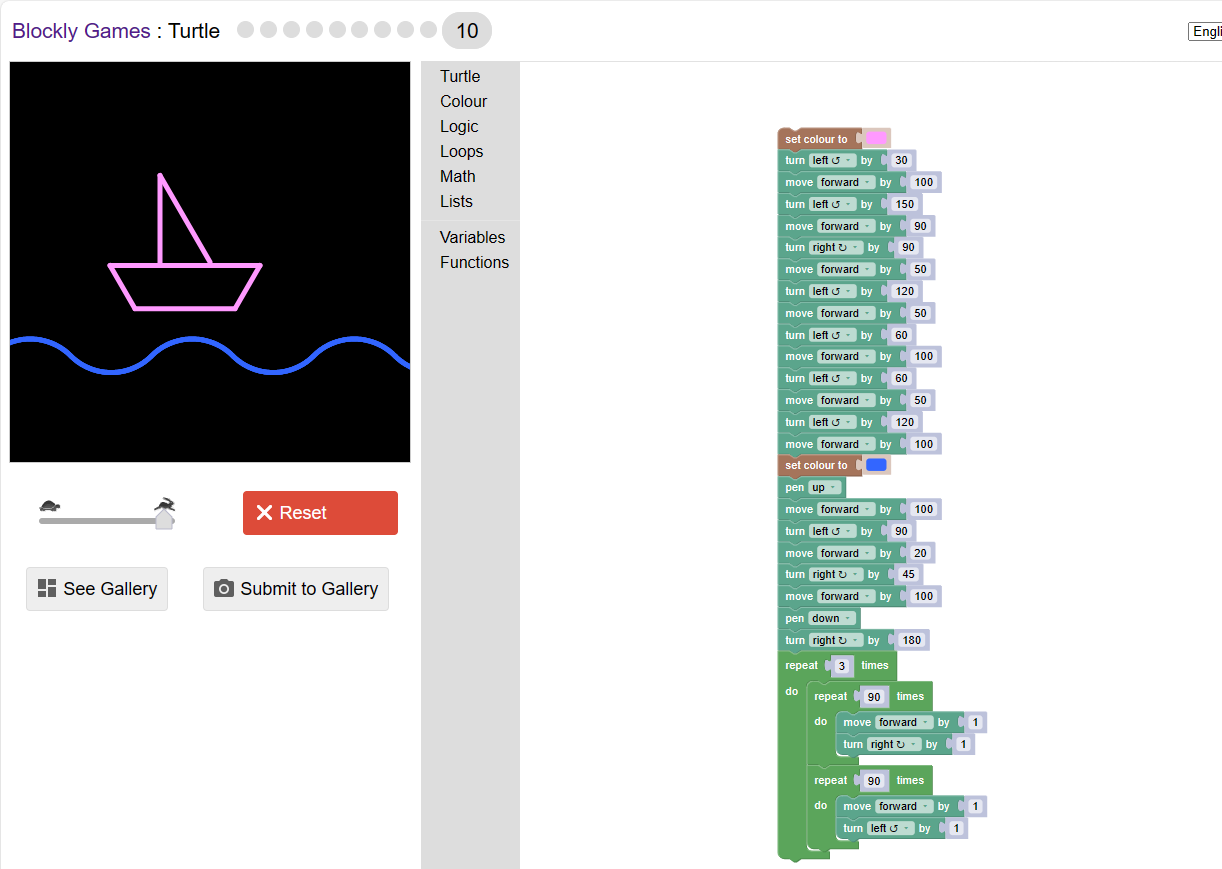 Blockly Games : Turtle 10 Engli
Turtle
Colour
Logic
Loops
Math
Lists
Variables
Functions
Reset
See Gallery
Submit to Gallery
set colour to
turn left ↺ by 30
move forward by 100
turn left ↺ by 150
move forward by 90
turn right ↻ by 90
move forward by 50
turn left ↺ by 120
move forward by 50
turn left ↺ by 60
move forward by 100
turn left ↺ by 60
move forward by 50
turn left ↺ by 120
move forward by 100
set colour to
pen up
move forward by 100
turn left ↺ by 90
move forward by 20
turn right ↻ by 45
move forward by 100
pen down
turn right ↻ by 180
repeat 3 times
do repeat 90 times
do move forward by 1
turn right ↻ by 1
repeat 90 times
do move forward by 1
turn left ↺ by 1